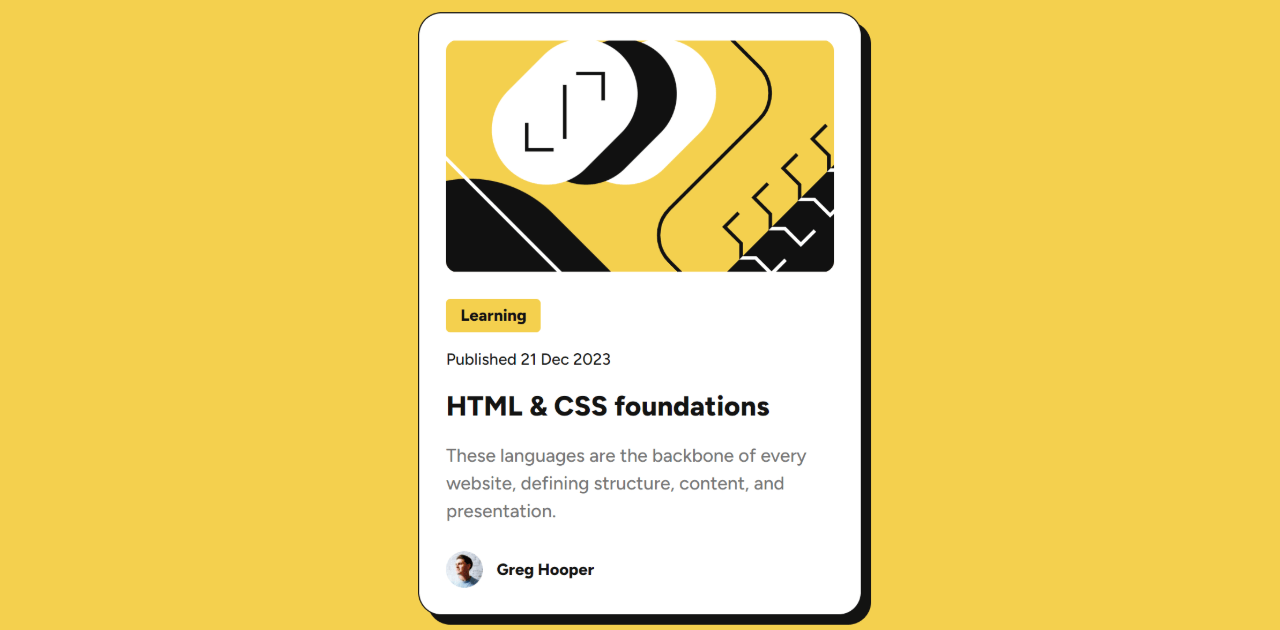 Learning
Published 21 Dec 2023
HTML & CSS foundations
These languages are the backbone of every
website, defining structure, content, and
presentation.
Greg Hooper